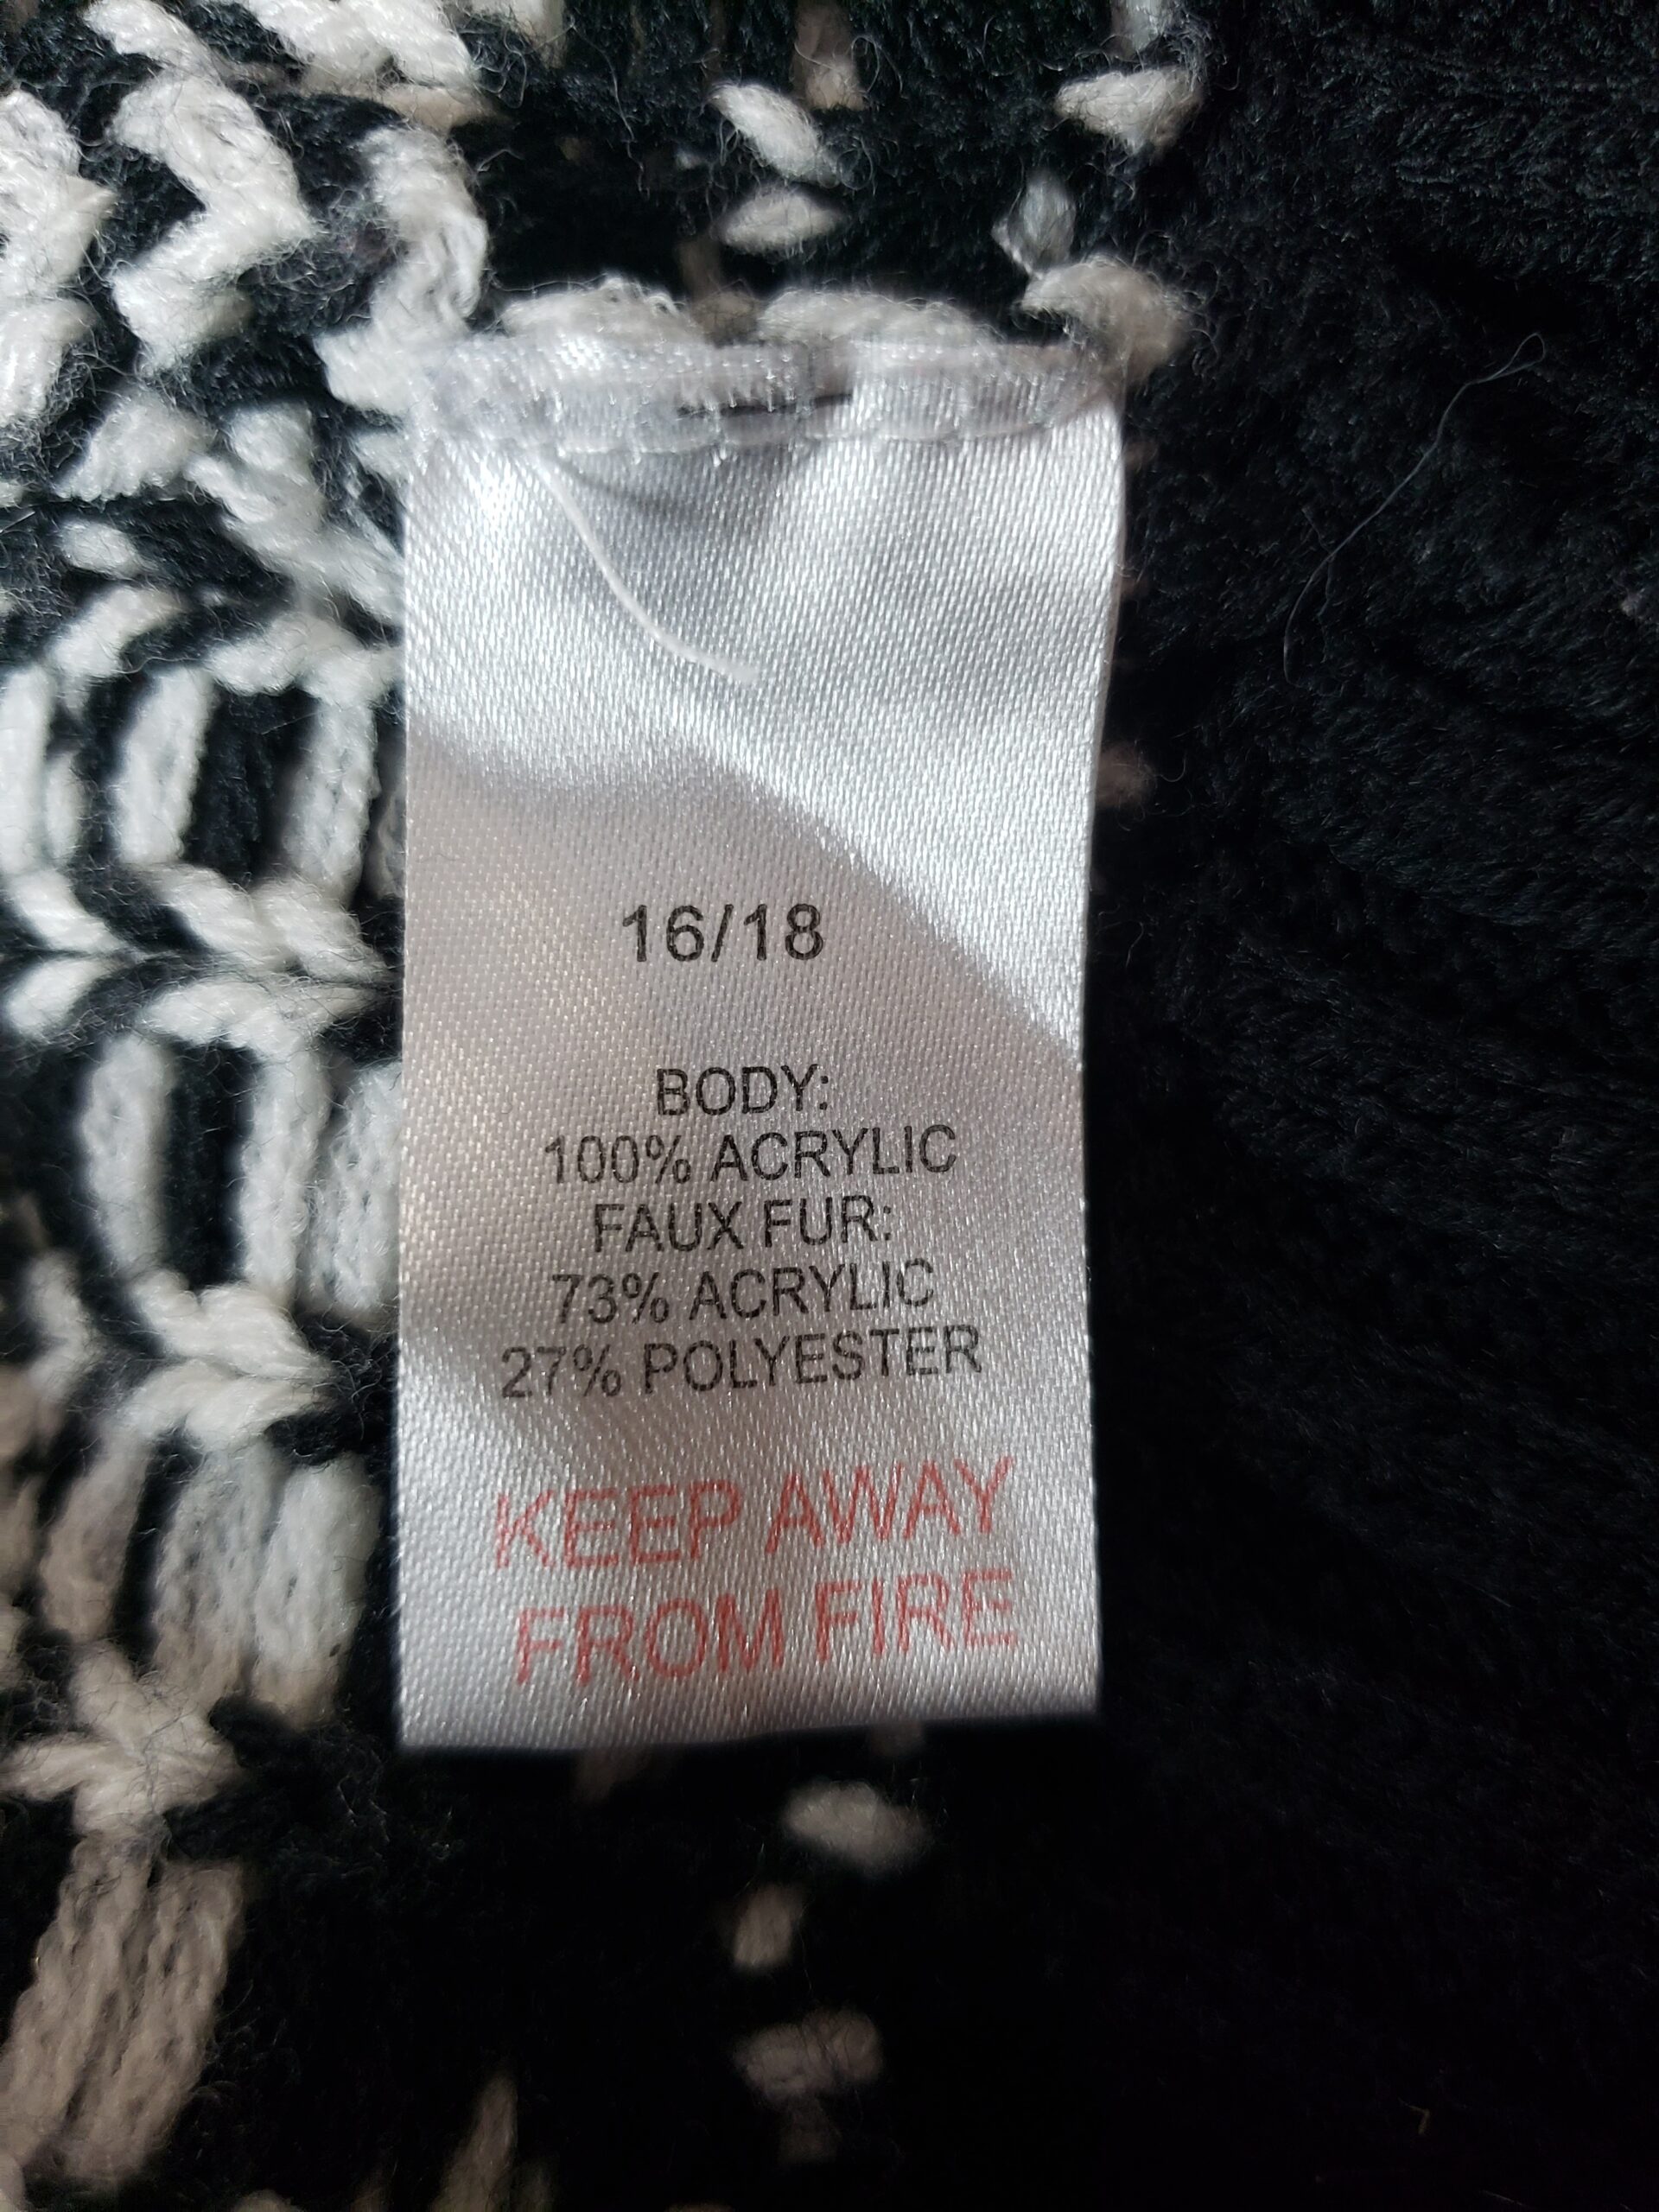 16/18
BODY:
100% ACRYLIC
FAUX FUR:
73% ACRYLIC
27% POLYESTER
KEEP AWAY
FROM FIRE